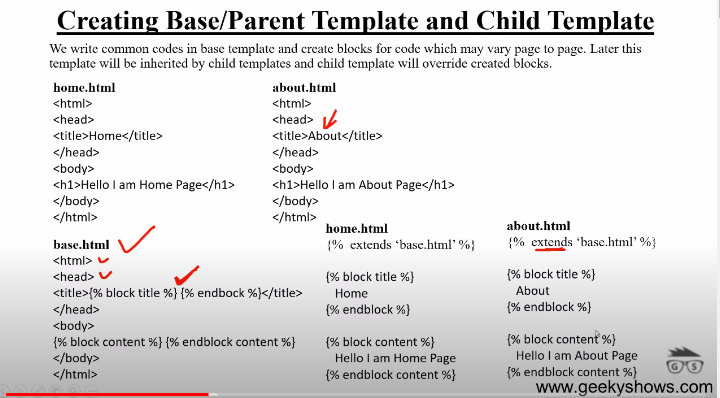 Creating Base/Parent Template and Child Template
We write common codes in base template and create blocks for code which may vary page to page. Later this
template will be inherited by child templates and child template will override created blocks.
home.html
<html>
<head>
<title>Home</title>
</head>
<body>
<h1>Hello I am Home Page</h1>
</body>
</html>
about.html
<html>
<head>
<title>About</title>
</head>
<body>
<h1>Hello I am About Page</h1>
</body>
</html>
base.html
<html>
<head>
<title>{% block title %} {% endbock %}</title>
</head>
<body>
{% block content %} {% endblock content %}
</body>
</html>
home.html
{% extends ‘base.html’ %}
{% block title %}
Home
{% endblock %}
{% block content %}
Hello I am Home Page
{% endblock content %}
about.html
{% extends ‘base.html’ %}
{% block title %}
About
{% endblock %}
{% block content %}
Hello I am About Page
{% endblock content %}
G S
www.geekyshows.com